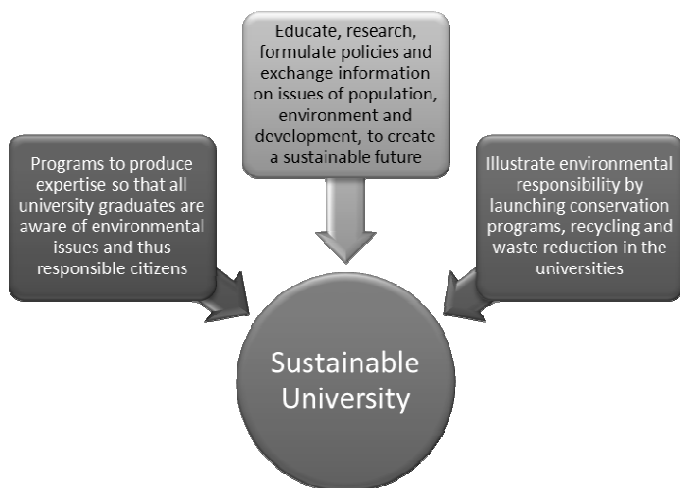 Educate, research,
formulate policies and
exchange information
on issues of population,
environment and
development, to create
a sustainable future
Programs to produce
expertise so that all
university graduates are
aware of environmental
issues and thus
responsible citizens
Illustrate environmental
responsibility by
launching conservation
programs, recycling and
waste reduction in the
universities
Sustainable
University